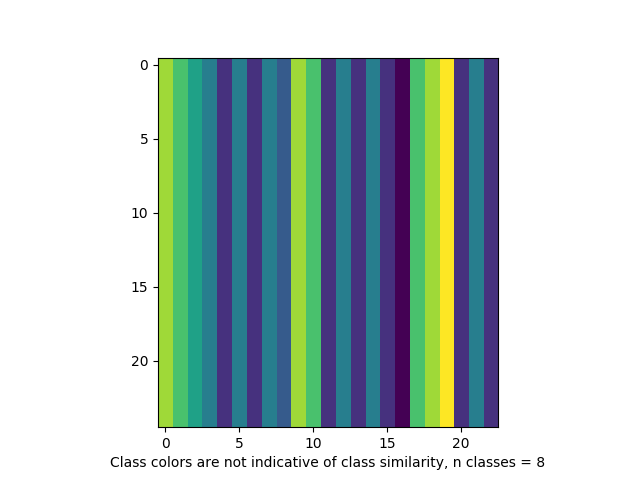 0
5
10
15
20
0 5 10 15 20
Class colors are not indicative of class similarity, n classes = 8